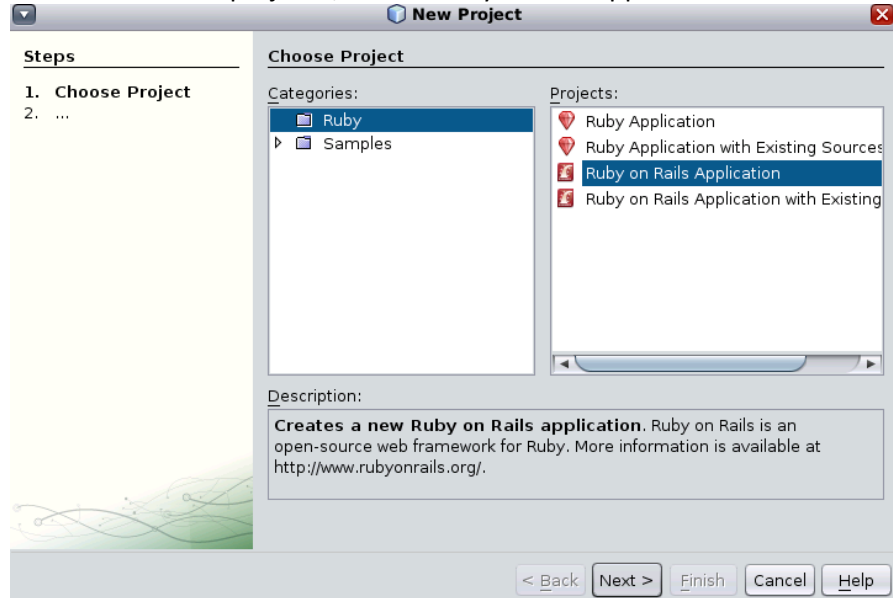 New Project
Steps
1. Choose Project
2. ...
Choose Project
Categories:
Ruby
Samples
Projects:
Ruby Application
Ruby Application with Existing Sources
Ruby on Rails Application
Ruby on Rails Application with Existing
Description:
Creates a new Ruby on Rails application. Ruby on Rails is an
open-source web framework for Ruby. More information is available at
http://www.rubyonrails.org/.
< Back
Next >
Finish
Cancel
Help